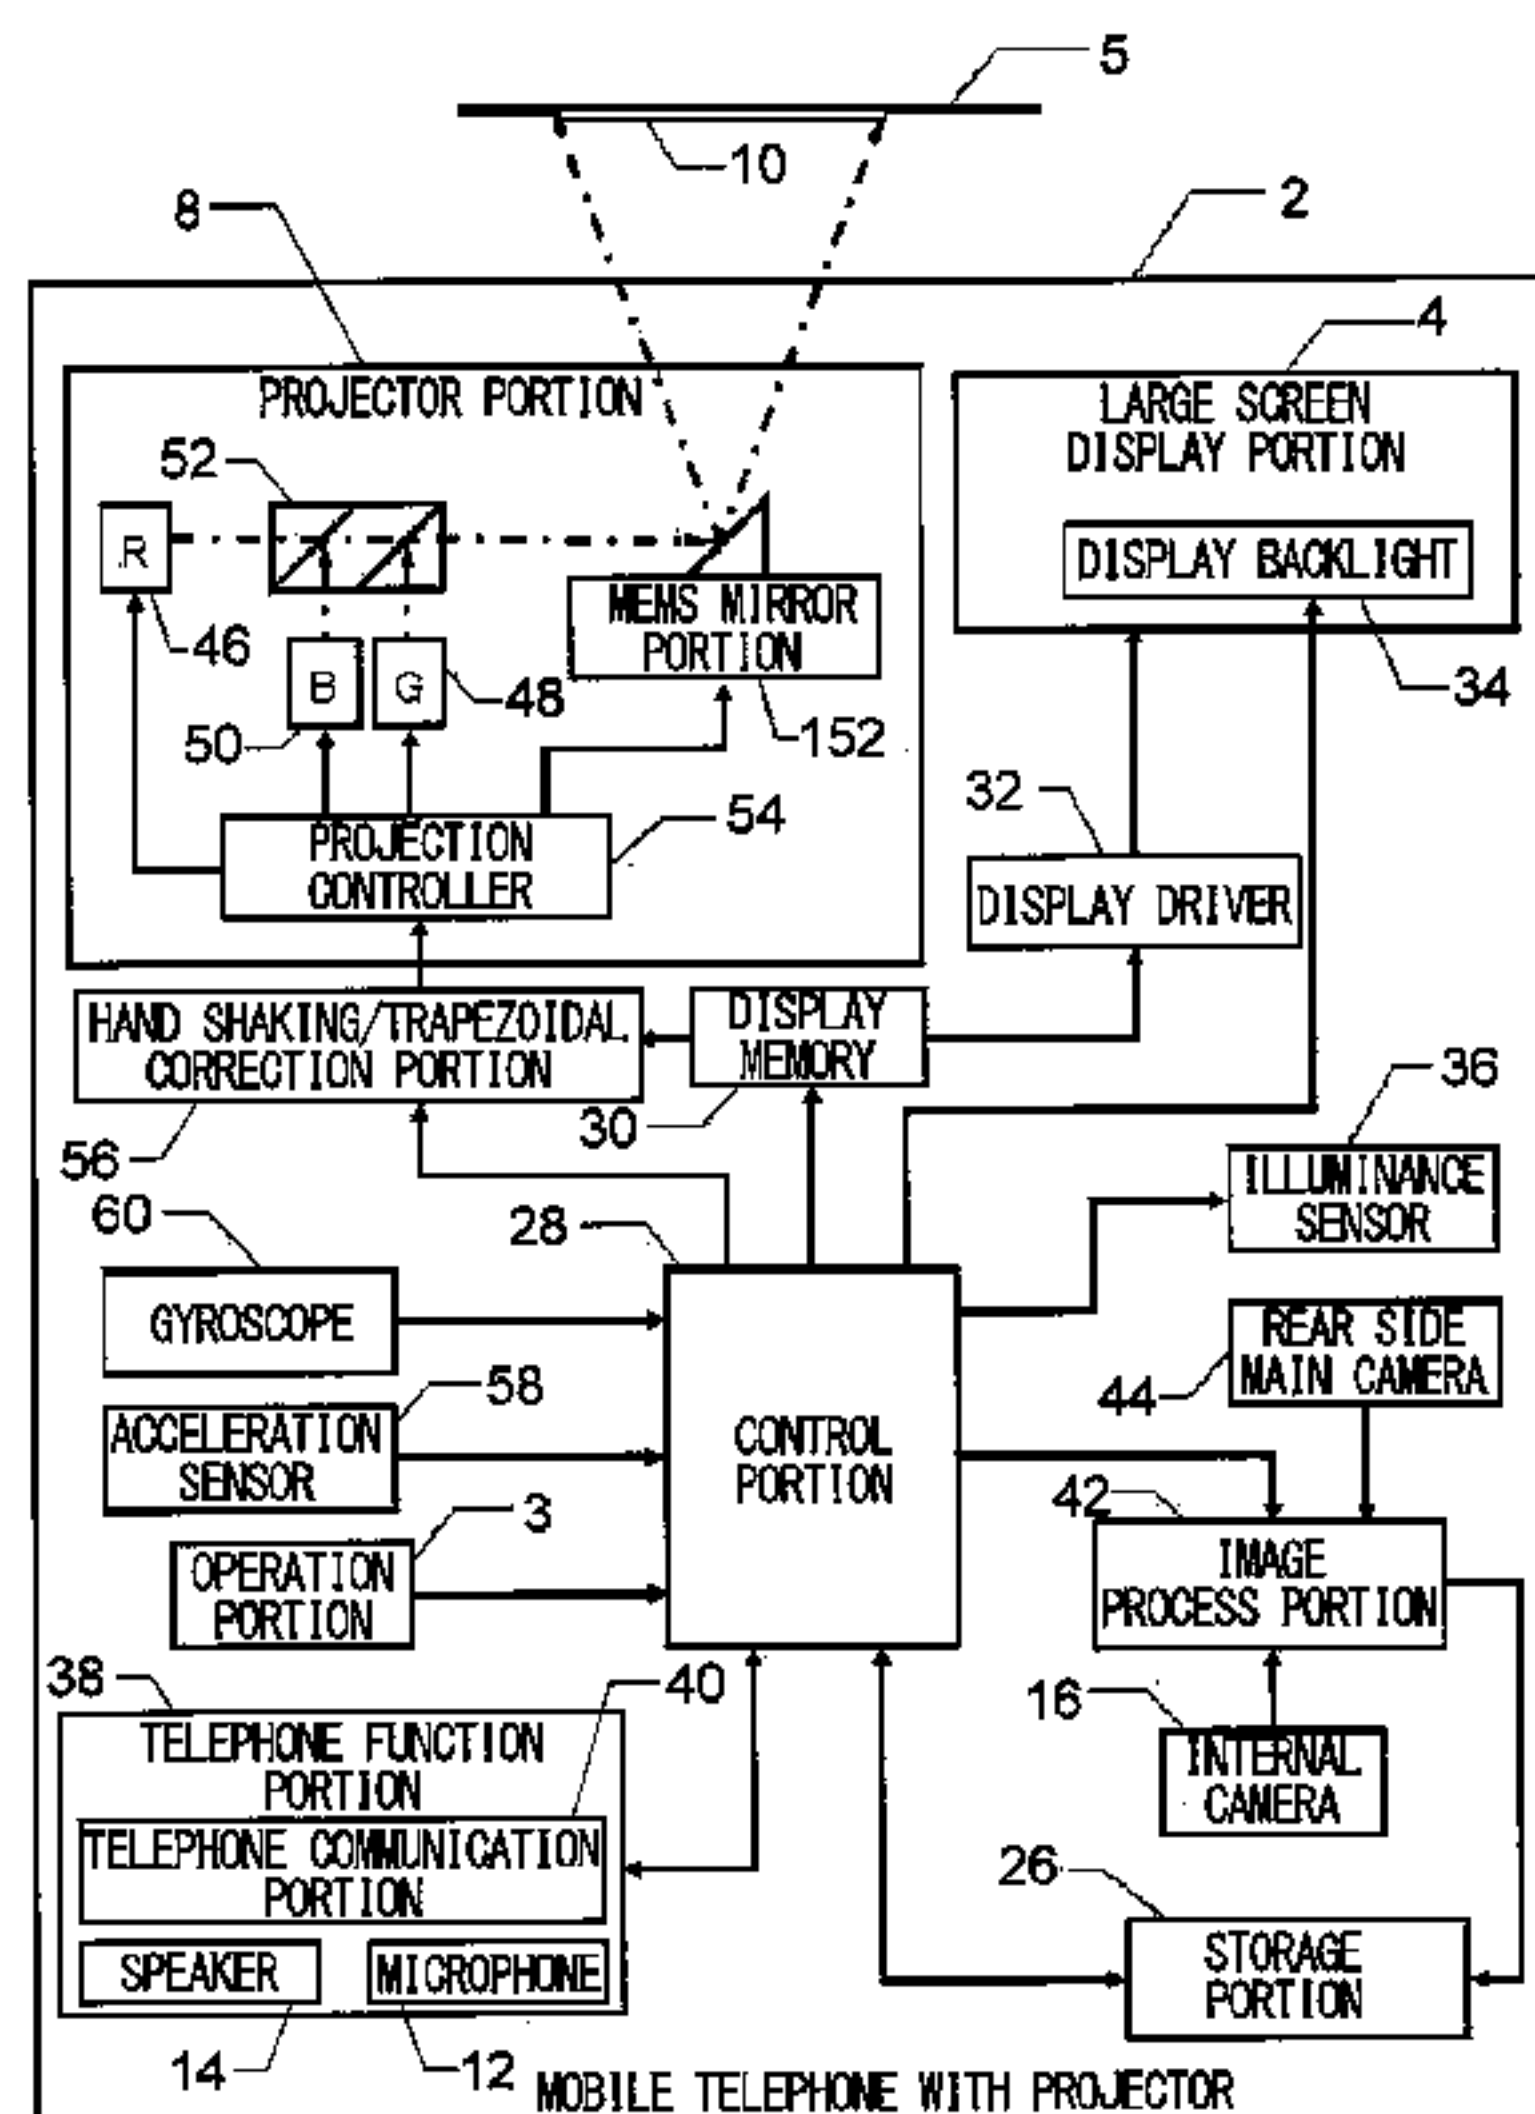 5
10
2
8
4
PROJECTOR PORTION
LARGE SCREEN
DISPLAY PORTION
52
R
DISPLAY BACKLIGHT
46
MEMS MIRROR
PORTION
B
G
48
34
50
152
32
54
PROJECTION
CONTROLLER
DISPLAY DRIVER
HAND SHAKING/TRAPEZOIDAL
CORRECTION PORTION
DISPLAY
MEMORY
36
30
56
ILLUMINANCE
SENSOR
60
28
GYROSCOPE
REAR SIDE
MAIN CAMERA
44
58
ACCELERATION
SENSOR
CONTROL
PORTION
42
3
OPERATION
PORTION
IMAGE
PROCESS PORTION
38
40
16
TELEPHONE FUNCTION
PORTION
INTERNAL
CAMERA
TELEPHONE COMMUNICATION
PORTION
26
SPEAKER
MICROPHONE
STORAGE
PORTION
14
12
MOBILE TELEPHONE WITH PROJECTOR